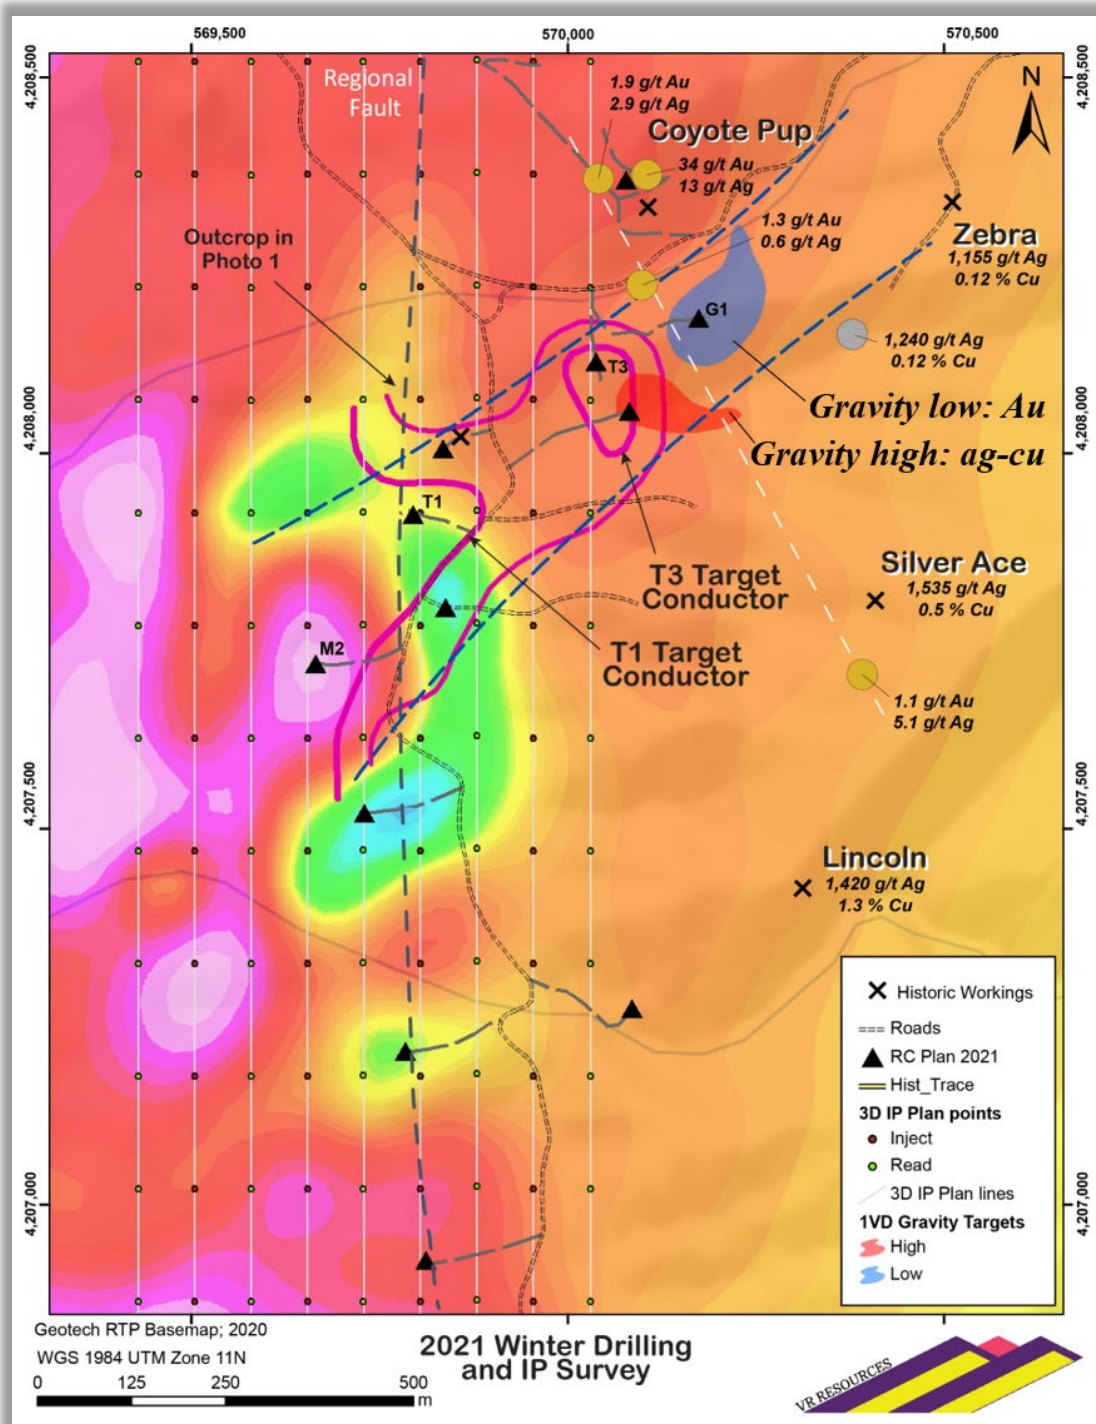 569,500
570,000
570,500
4,208,500
4,208,500
Regional
Fault
N
1.9 g/t Au
2.9 g/t Ag
Coyote Pup
34 g/t Au
13 g/t Ag
1.3 g/t Au
0.6 g/t Ag
Zebra
1,155 g/t Ag
0.12 % Cu
Outcrop in
Photo 1
G1
1,240 g/t Ag
0.12 % Cu
T3
4,208,000
4,208,000
Gravity low: Au
Gravity high: ag-cu
T1
Silver Ace
1,535 g/t Ag
0.5 % Cu
T3 Target
Conductor
T1 Target
Conductor
M2
1.1 g/t Au
5.1 g/t Ag
4,207,500
4,207,500
Lincoln
1,420 g/t Ag
1.3 % Cu
Historic Workings
Roads
RC Plan 2021
Hist_Trace
3D IP Plan points
Inject
Read
3D IP Plan lines
1VD Gravity Targets
High
Low
4,207,000
4,207,000
Geotech RTP Basemap; 2020
WGS 1984 UTM Zone 11N
0 125 250 500
m
2021 Winter Drilling
and IP Survey
VR RESOURCES